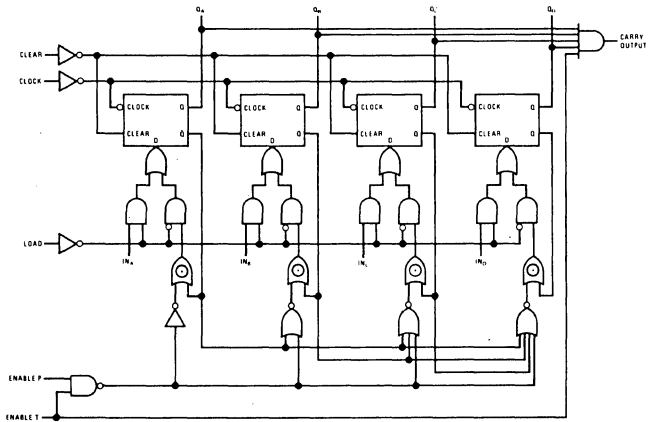 QA QB QC QD
CARRY
OUTPUT
CLEAR
CLOCK
CLOCK Q CLOCK Q CLOCK Q CLOCK Q
CLEAR Q̄ CLEAR Q̄ CLEAR Q̄ CLEAR Q̄
D D D D
LOAD
INA INB INC IND
ENABLE P
ENABLE T